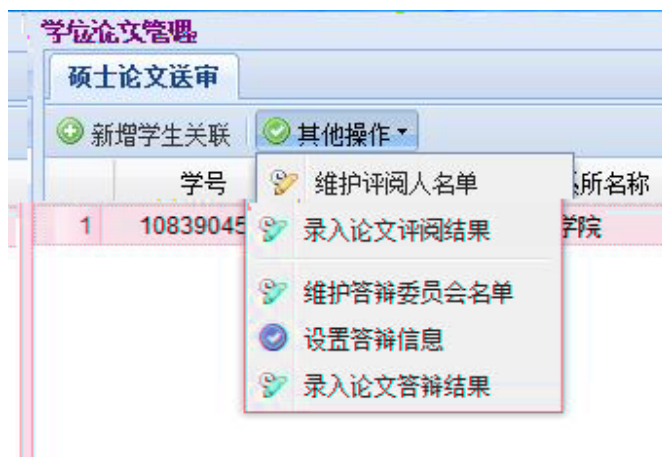 学位论文管理
硕士论文送审
新增学生关联 其他操作
学号 所名称
维护评阅人名单
1 10839045 学院
录入论文评阅结果
维护答辩委员会名单
设置答辩信息
录入论文答辩结果